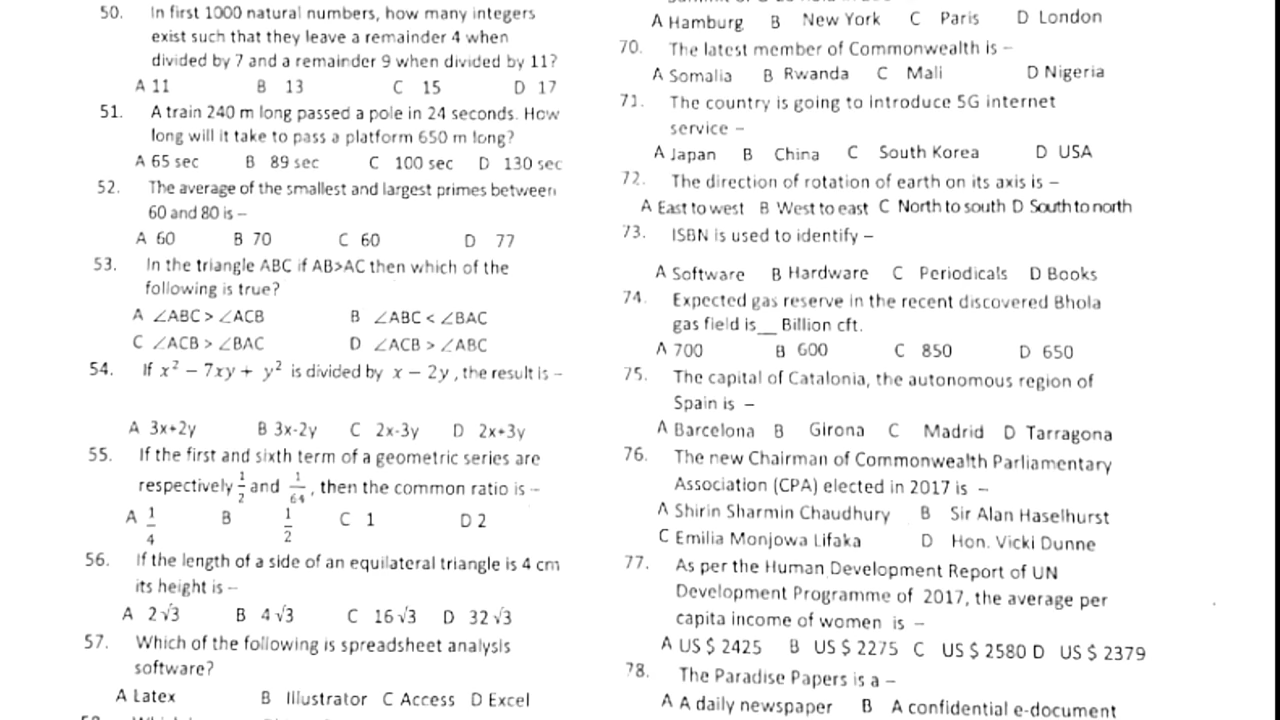 50. In first 1000 natural numbers, how many integers
exist such that they leave a remainder 4 when
divided by 7 and a remainder 9 when divided by 11?
A 11 B 13 C 15 D 17
51. A train 240 m long passed a pole in 24 seconds. How
long will it take to pass a platform 650 m long?
A 65 sec B 89 sec C 100 sec D 130 sec
52. The average of the smallest and largest primes between
60 and 80 is –
A 60 B 70 C 60 D 77
53. In the triangle ABC if AB>AC then which of the
following is true?
A ∠ABC > ∠ACB B ∠ABC < ∠BAC
C ∠ACB > ∠BAC D ∠ACB > ∠ABC
54. If x² − 7xy + y² is divided by x − 2y, the result is –
A 3x+2y B 3x-2y C 2x-3y D 2x+3y
55. If the first and sixth term of a geometric series are
respectively 1/2 and 1/64, then the common ratio is –
A 1/4 B 1/2 C 1 D 2
56. If the length of a side of an equilateral triangle is 4 cm
its height is –
A 2√3 B 4√3 C 16√3 D 32√3
57. Which of the following is spreadsheet analysis
software?
A Latex B Illustrator C Access D Excel
A Hamburg B New York C Paris D London
70. The latest member of Commonwealth is –
A Somalia B Rwanda C Mali D Nigeria
71. The country is going to introduce 5G internet
service –
A Japan B China C South Korea D USA
72. The direction of rotation of earth on its axis is –
A East to west B West to east C North to south D South to north
73. ISBN is used to identify –
A Software B Hardware C Periodicals D Books
74. Expected gas reserve in the recent discovered Bhola
gas field is__ Billion cft.
A 700 B 600 C 850 D 650
75. The capital of Catalonia, the autonomous region of
Spain is –
A Barcelona B Girona C Madrid D Tarragona
76. The new Chairman of Commonwealth Parliamentary
Association (CPA) elected in 2017 is –
A Shirin Sharmin Chaudhury B Sir Alan Haselhurst
C Emilia Monjowa Lifaka D Hon. Vicki Dunne
77. As per the Human Development Report of UN
Development Programme of 2017, the average per
capita income of women is –
A US $ 2425 B US $ 2275 C US $ 2580 D US $ 2379
78. The Paradise Papers is a –
A A daily newspaper B A confidential e-document